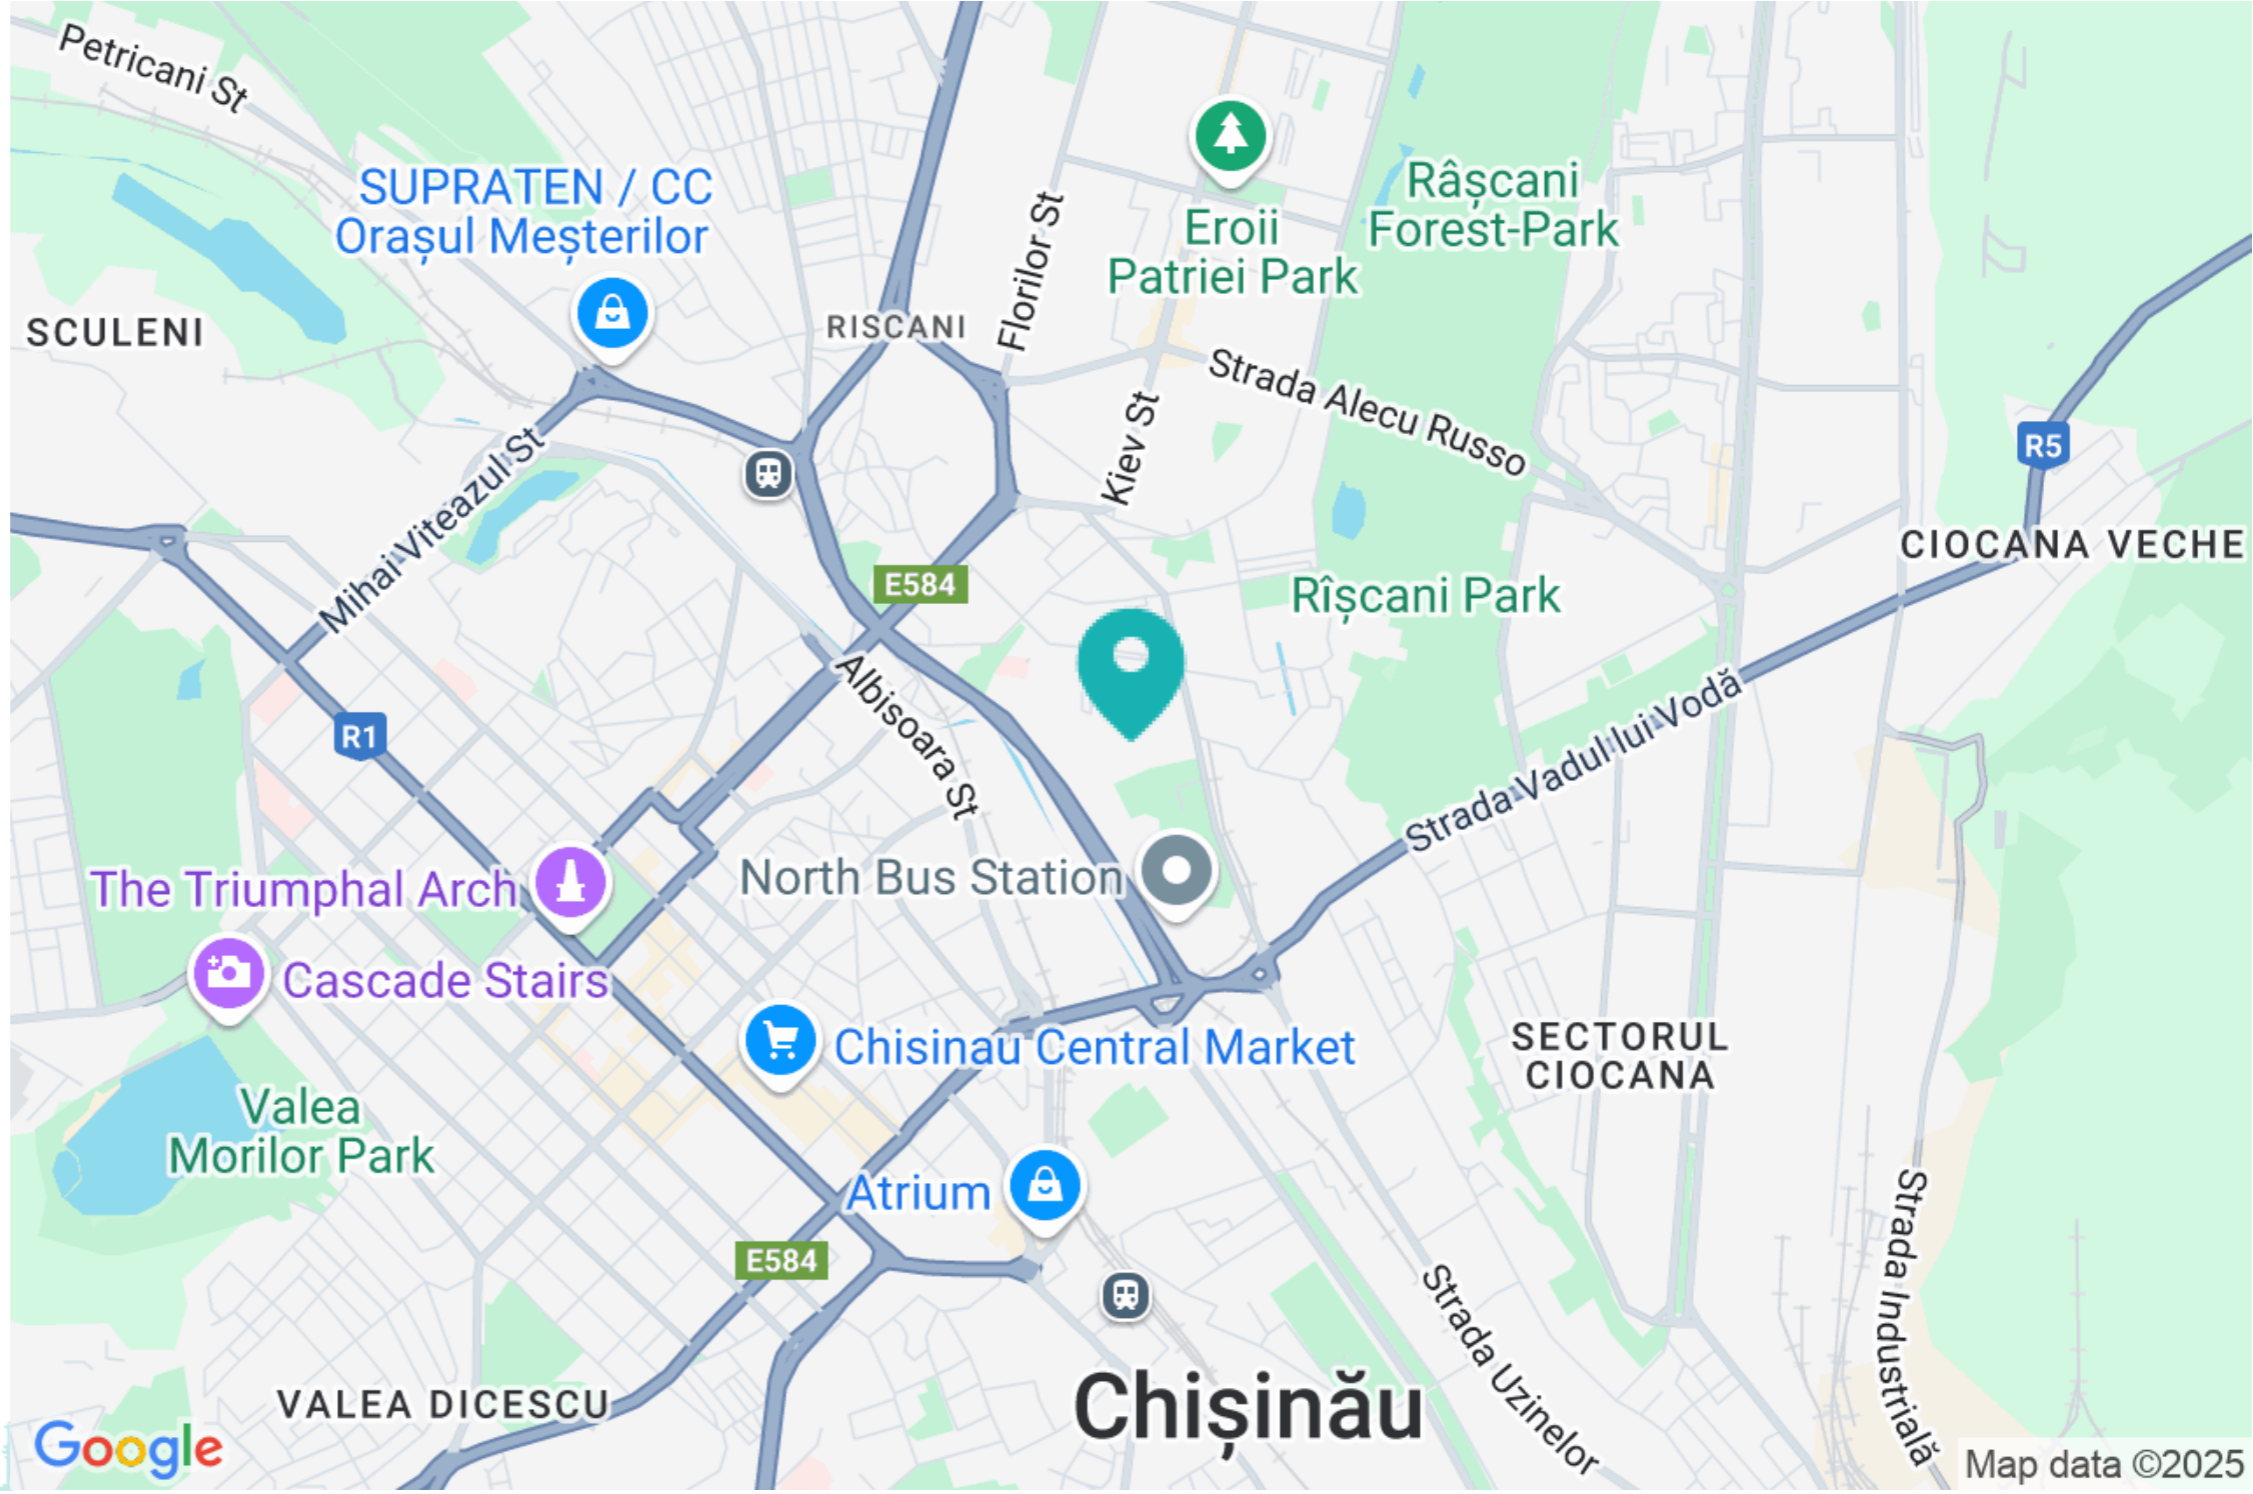 Petricani St
SUPRATEN / CC
Orașul Meșterilor
SCULENI
RISCANI
Florilor St
Eroii
Patriei Park
Râșcani
Forest-Park
Strada Alecu Russo
Kiev St
Mihai Viteazul St
R5
CIOCANA VECHE
E584
Rîșcani Park
Albisoara St
R1
Strada Vadul lui Vodă
The Triumphal Arch
North Bus Station
Cascade Stairs
Chisinau Central Market
SECTORUL
CIOCANA
Valea
Morilor Park
Atrium
E584
Strada Industrială
Strada Uzinelor
VALEA DICESCU
Chișinău
Google
Map data ©2025